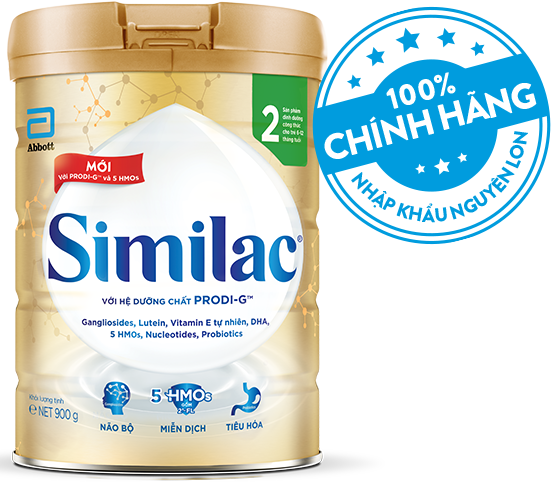 Abbott
2
Sản phẩm
dinh dưỡng
công thức
cho trẻ 6-12
tháng tuổi
MỚI
VỚI PRODI-G™ và 5 HMOs
Similac®
VỚI HỆ DƯỠNG CHẤT PRODI-G™
Gangliosides, Lutein, Vitamin E tự nhiên, DHA,
5 HMOs, Nucleotides, Probiotics
Khối lượng tịnh
℮ NET 900 g
NÃO BỘ
5 HMOs
GỒM
2'-FL
MIỄN DỊCH
TIÊU HÓA
100%
CHÍNH HÃNG
NHẬP KHẨU NGUYÊN LON